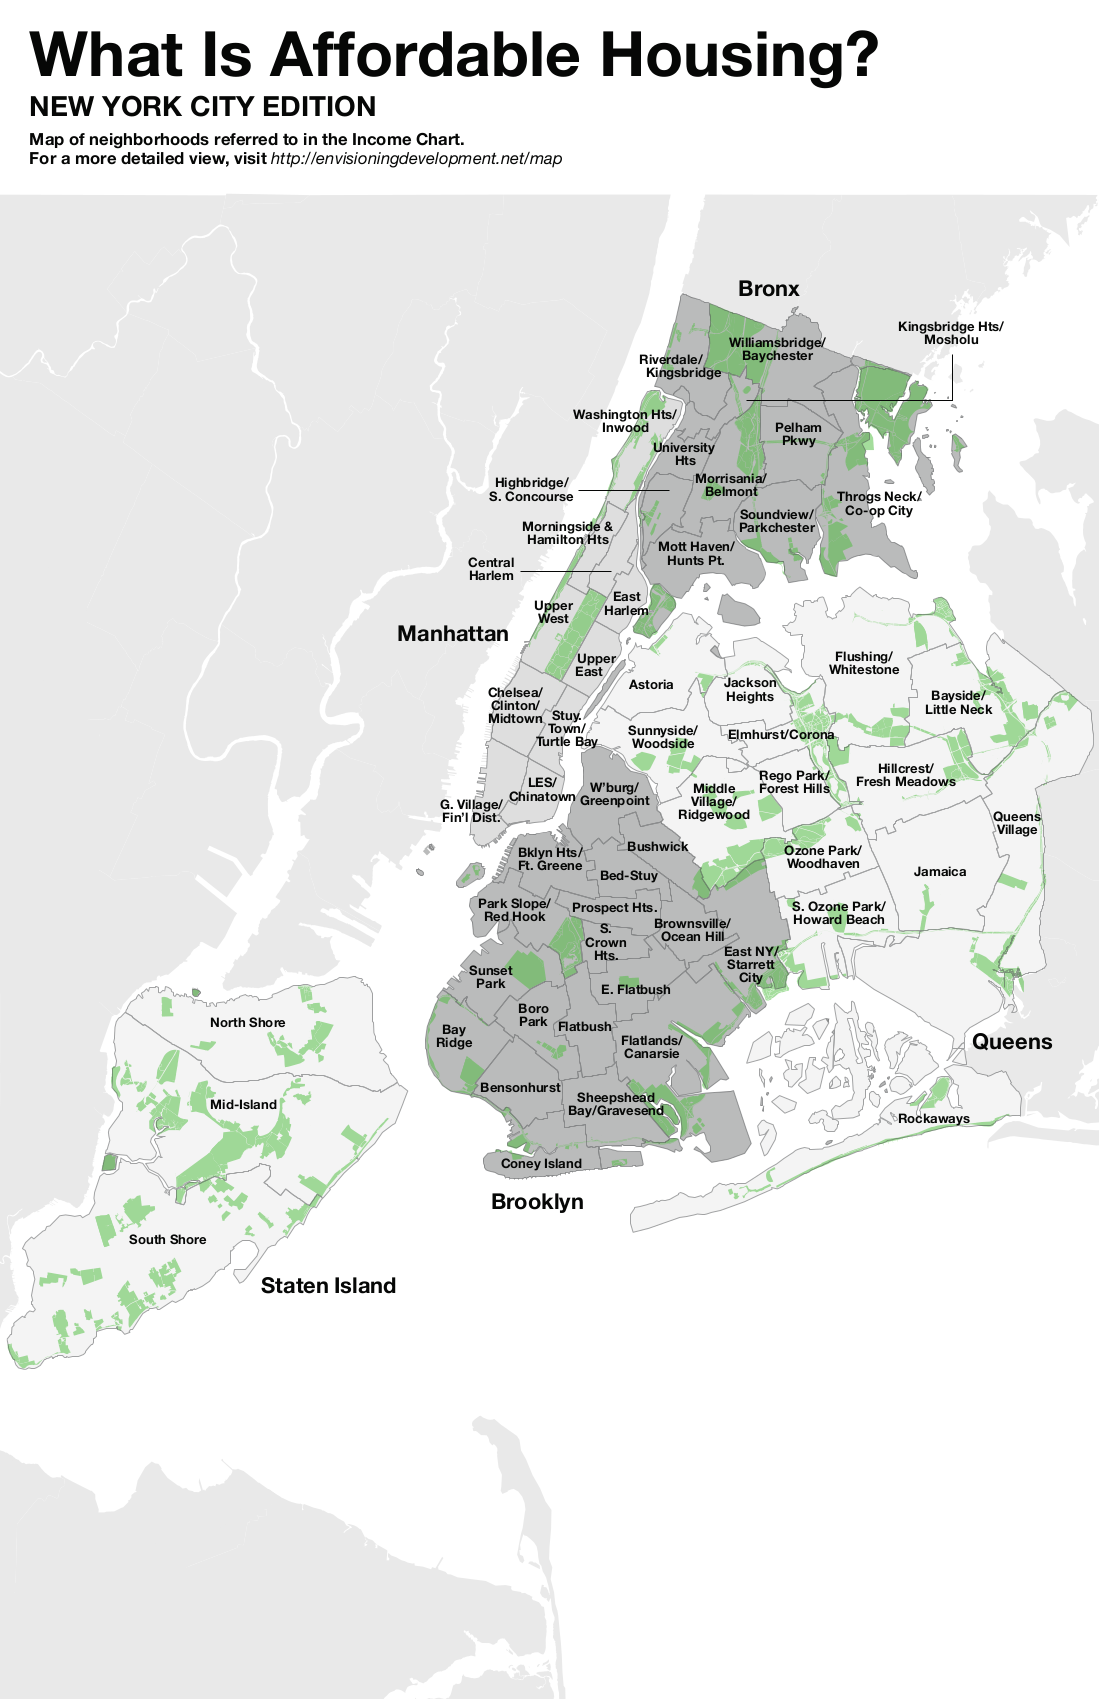 What Is Affordable Housing?
NEW YORK CITY EDITION
Map of neighborhoods referred to in the Income Chart.
For a more detailed view, visit http://envisioningdevelopment.net/map
Bronx
Kingsbridge Hts/
Mosholu
Williamsbridge/
Baychester
Riverdale/
Kingsbridge
Washington Hts/
Inwood
Pelham
Pkwy
University
Hts
Highbridge/
S. Concourse
Morrisania/
Belmont
Throgs Neck/
Co-op City
Soundview/
Parkchester
Morningside &
Hamilton Hts
Mott Haven/
Hunts Pt.
Central
Harlem
East
Harlem
Upper
West
Manhattan
Upper
East
Flushing/
Whitestone
Astoria
Jackson
Heights
Bayside/
Little Neck
Chelsea/
Clinton/
Midtown
Stuy.
Town/
Turtle Bay
Sunnyside/
Woodside
Elmhurst/Corona
Hillcrest/
Fresh Meadows
Rego Park/
Forest Hills
LES/
Chinatown
W'burg/
Greenpoint
Middle
Village/
Ridgewood
G. Village/
Fin'l Dist.
Queens
Village
Bushwick
Bklyn Hts/
Ft. Greene
Ozone Park/
Woodhaven
Bed-Stuy
Jamaica
Park Slope/
Red Hook
Prospect Hts.
S. Ozone Park/
Howard Beach
Brownsville/
Ocean Hill
S.
Crown
Hts.
East NY/
Starrett
City
Sunset
Park
E. Flatbush
Boro
Park
Flatbush
North Shore
Bay
Ridge
Flatlands/
Canarsie
Queens
Bensonhurst
Mid-Island
Sheepshead
Bay/Gravesend
Rockaways
Coney Island
Brooklyn
South Shore
Staten Island